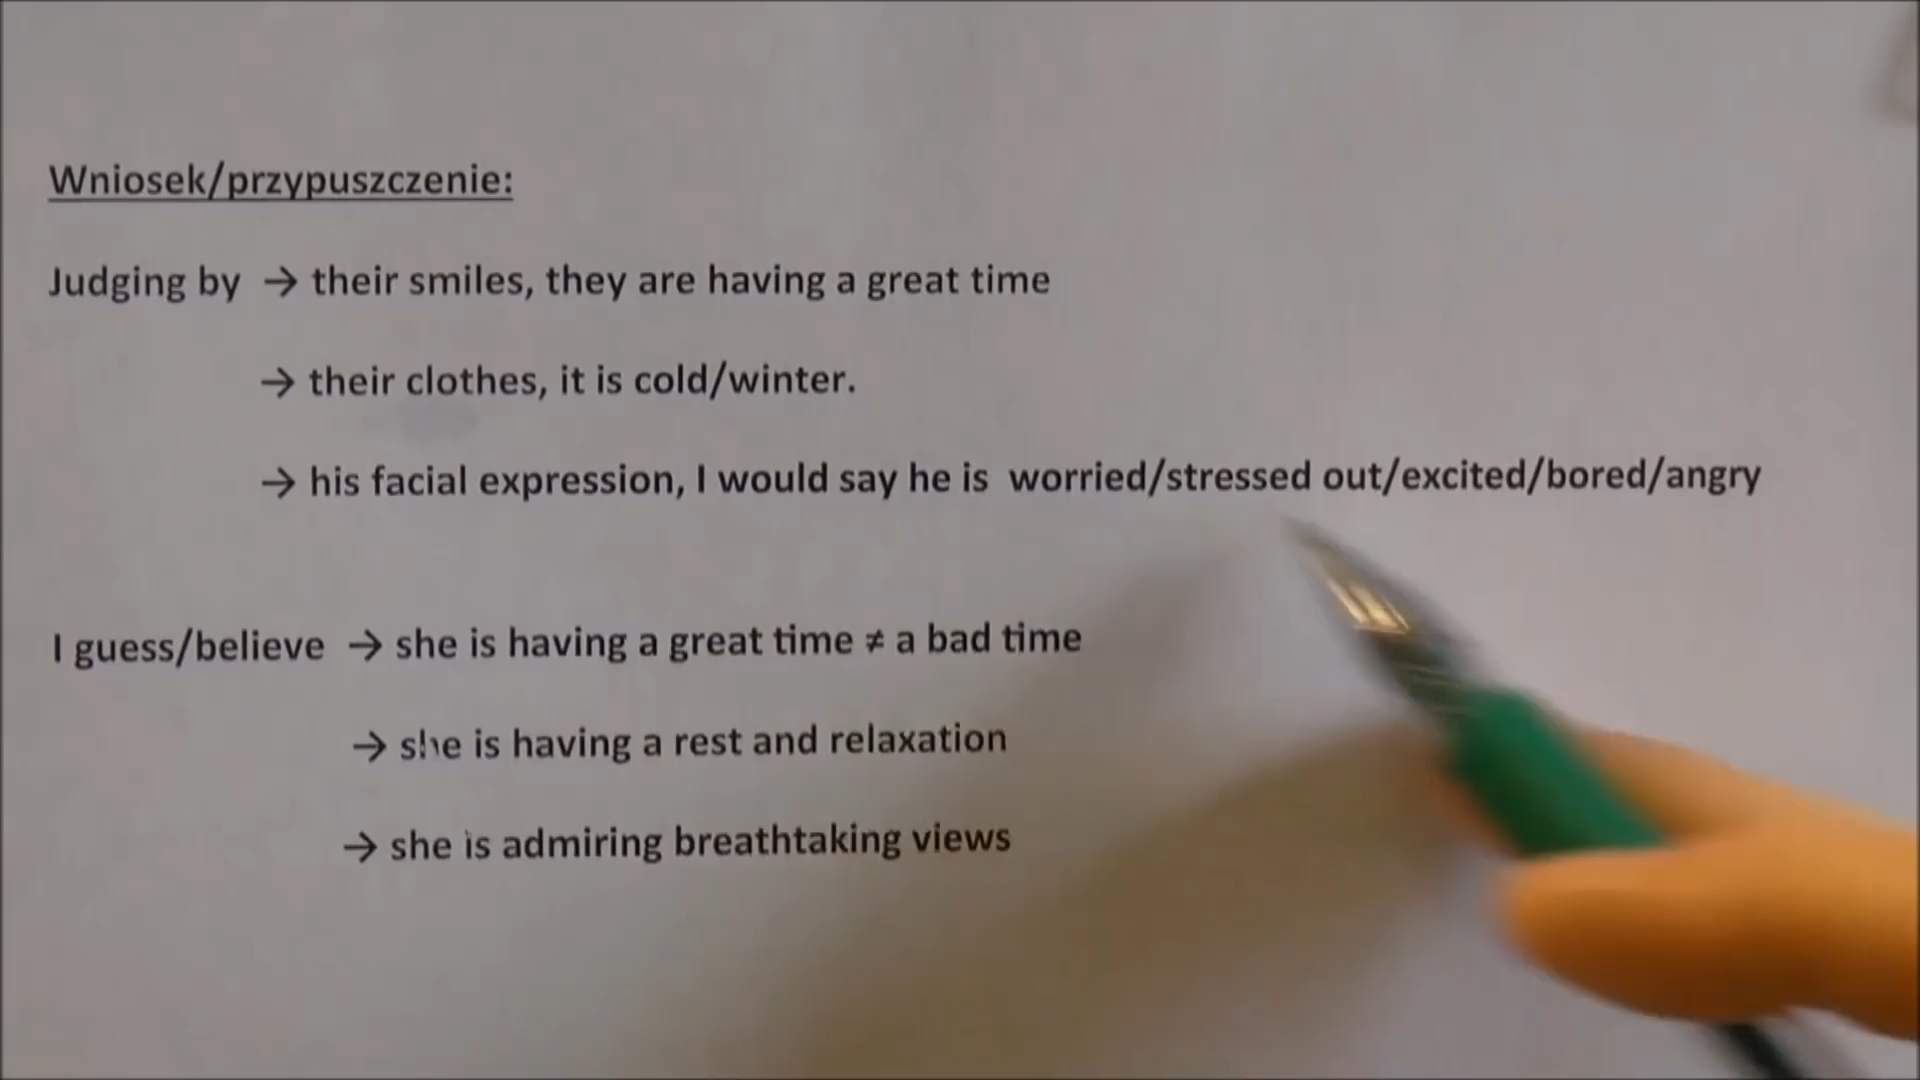 Wniosek/przypuszczenie:
Judging by → their smiles, they are having a great time
→ their clothes, it is cold/winter.
→ his facial expression, I would say he is worried/stressed out/excited/bored/angry
I guess/believe → she is having a great time ≠ a bad time
→ she is having a rest and relaxation
→ she is admiring breathtaking views